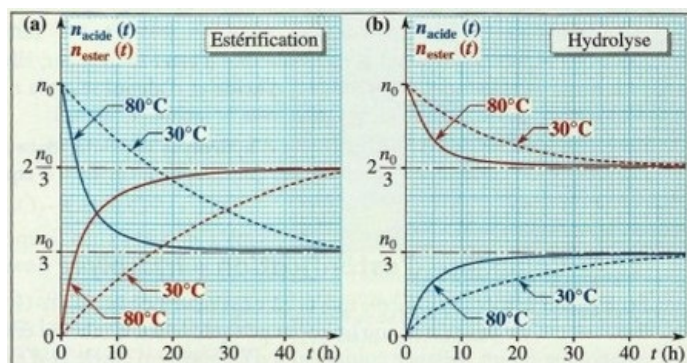 (a)
n_acide (t)
n_ester (t)
Estérification
n₀
80°C
30°C
2 n₀/3
n₀/3
30°C
80°C
0
0 10 20 30 40 t (h)
(b)
n_acide (t)
n_ester (t)
Hydrolyse
n₀
80°C
30°C
2 n₀/3
n₀/3
30°C
80°C
0
0 10 20 30 40 t (h)